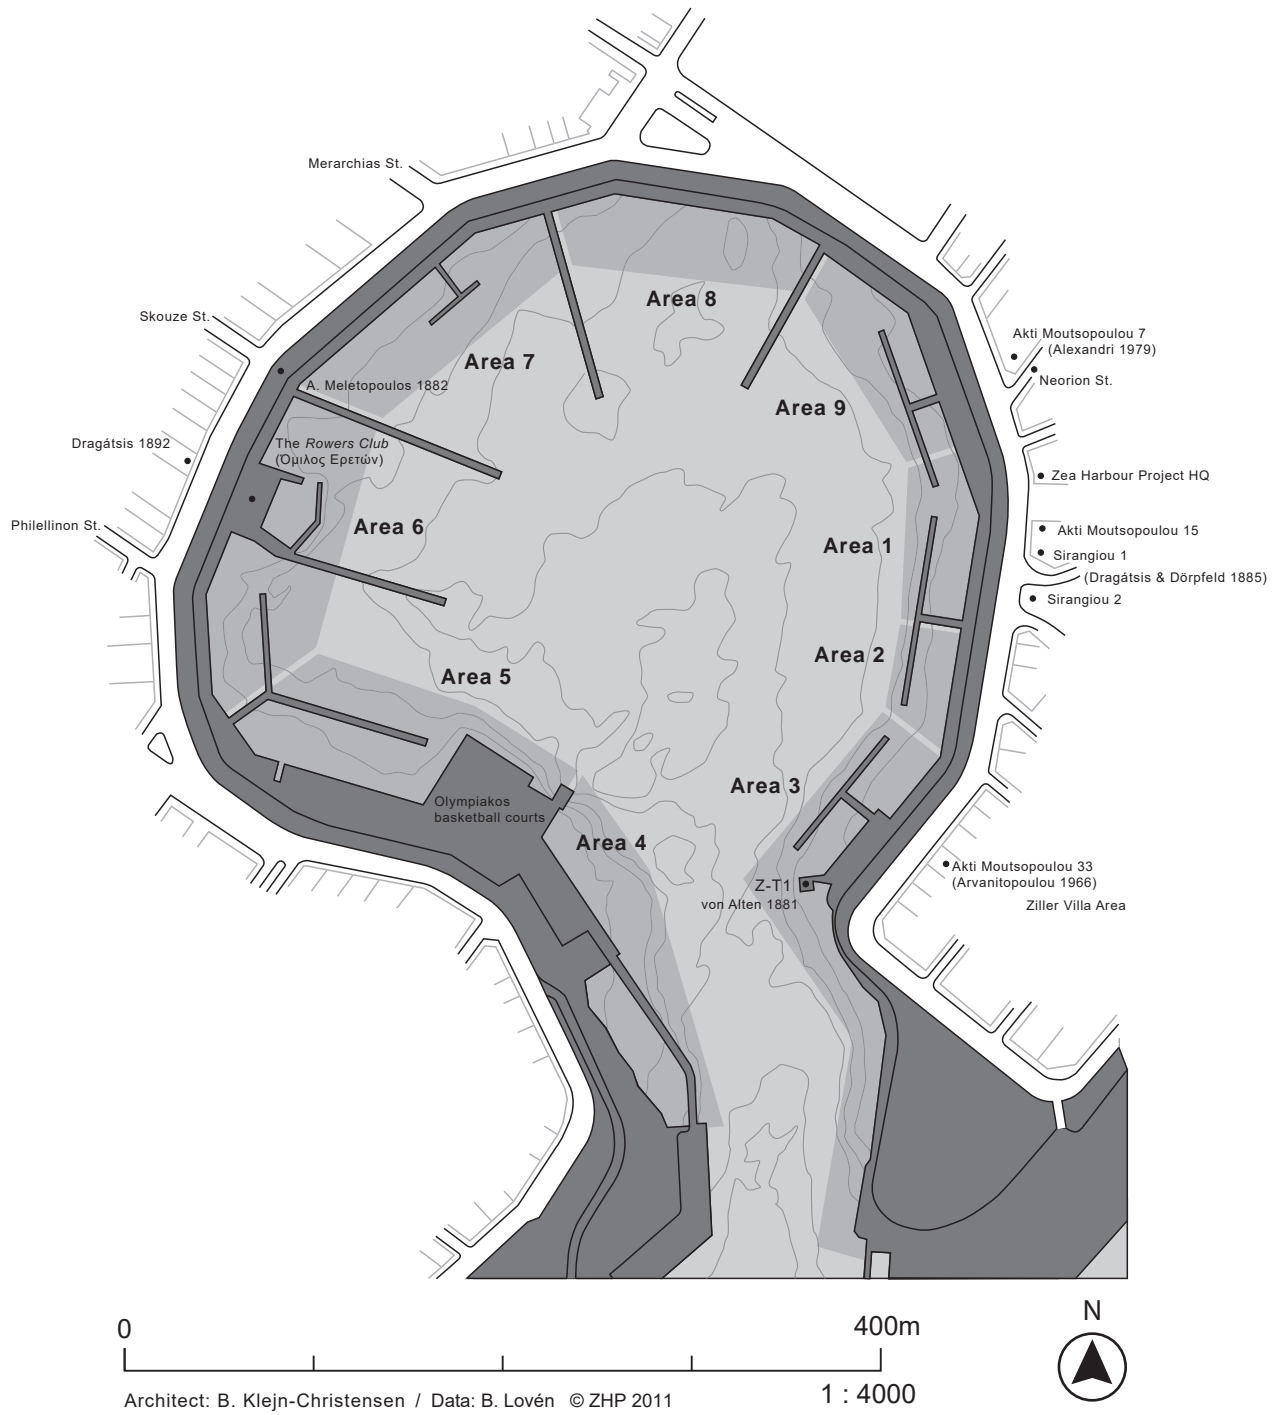 Merarchias St.
Skouze St.
Area 8
Akti Moutsopoulou 7
(Alexandri 1979)
Area 7
Neorion St.
A. Meletopoulos 1882
Area 9
Dragátsis 1892
The Rowers Club
(Όμιλος Ερετών)
Zea Harbour Project HQ
Philellinon St.
Area 6
Akti Moutsopoulou 15
Area 1
Sirangiou 1
(Dragátsis & Dörpfeld 1885)
Sirangiou 2
Area 2
Area 5
Area 3
Olympiakos
basketball courts
Area 4
Akti Moutsopoulou 33
(Arvanitopoulou 1966)
Z-T1
von Alten 1881
Ziller Villa Area
N
0
400m
1 : 4000
Architect: B. Klejn-Christensen / Data: B. Lovén © ZHP 2011